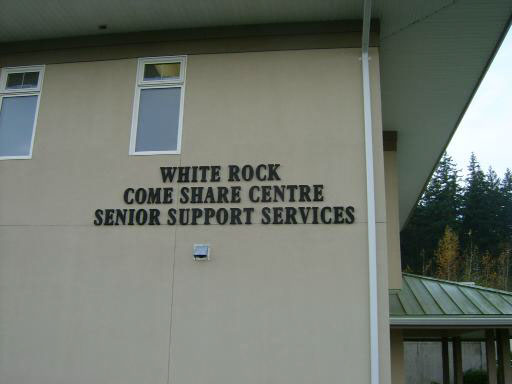 WHITE ROCK
COME SHARE CENTRE
SENIOR SUPPORT SERVICES